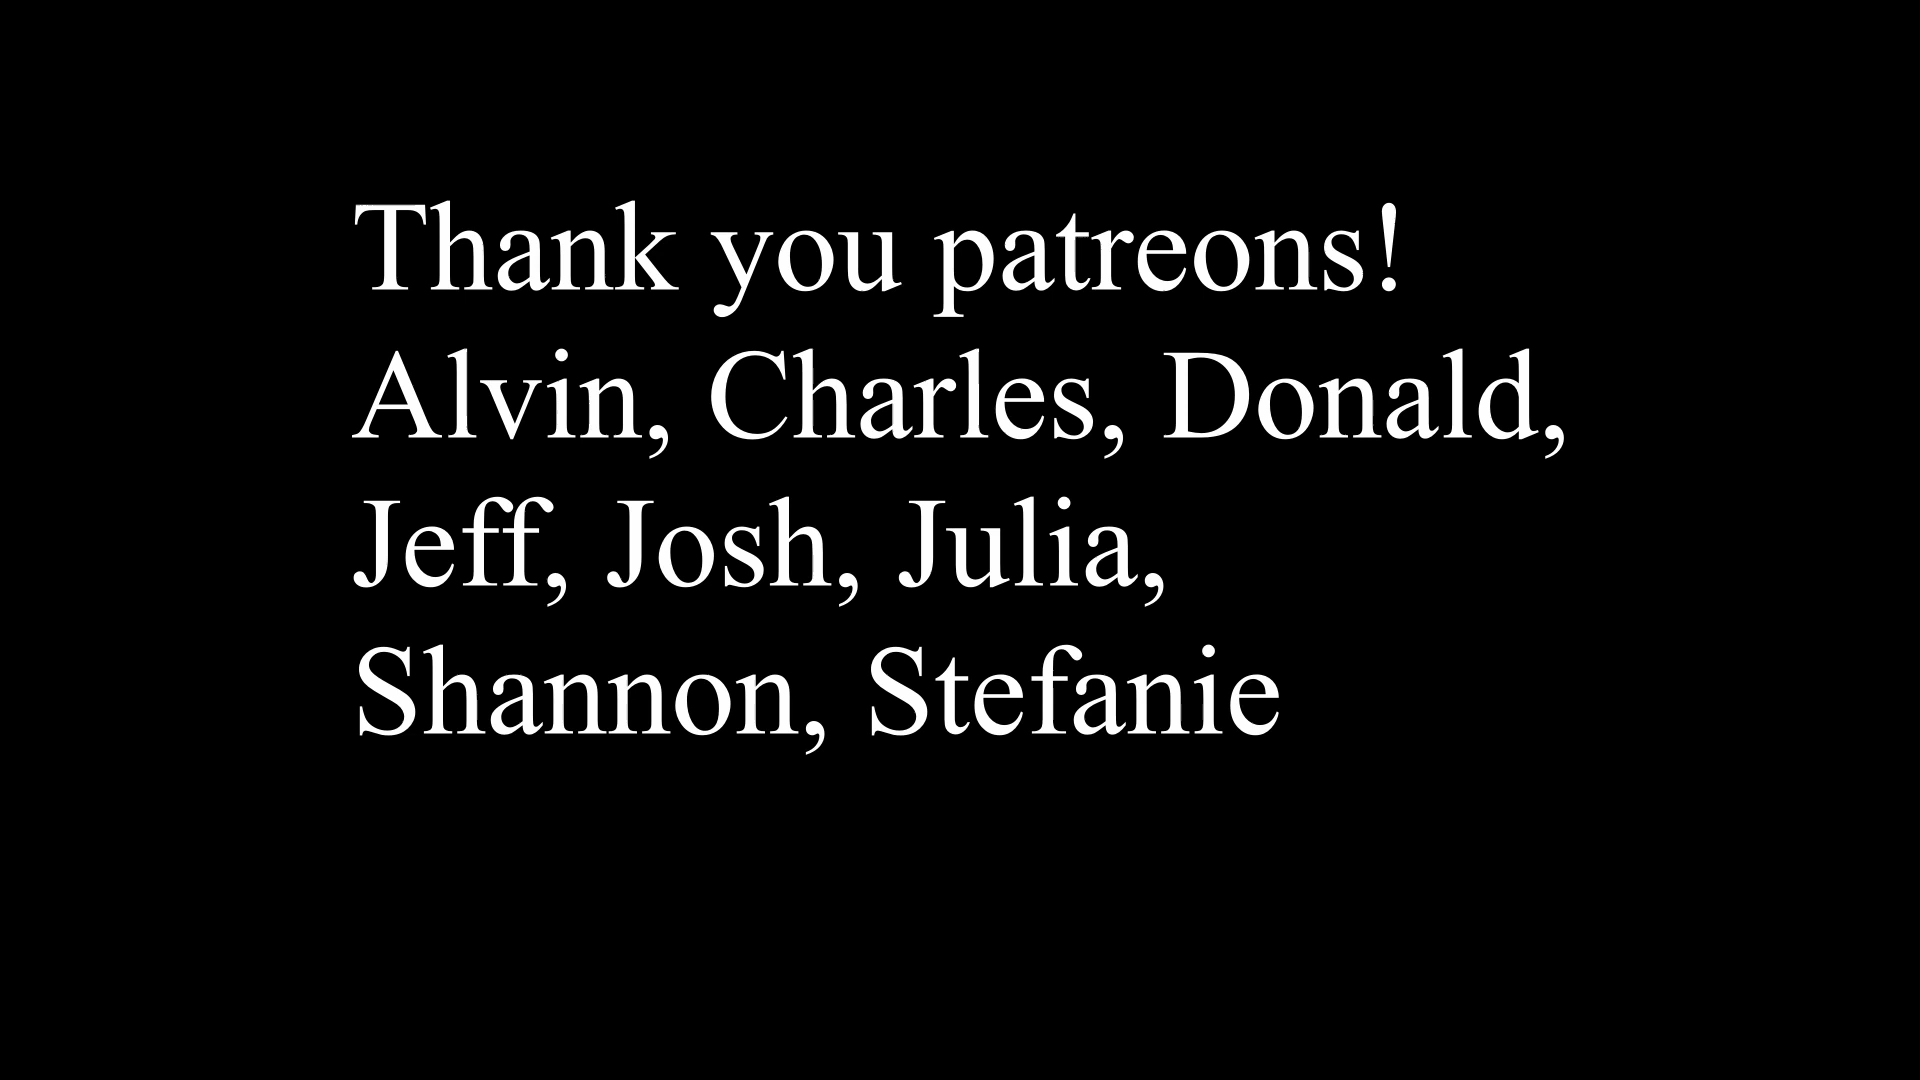 Thank you patreons!
Alvin, Charles, Donald,
Jeff, Josh, Julia,
Shannon, Stefanie